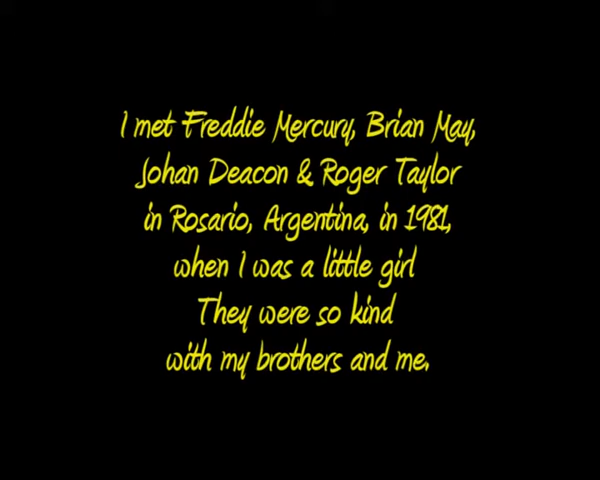 I met Freddie Mercury, Brian May,
Johan Deacon & Roger Taylor
in Rosario, Argentina, in 1981,
when I was a little girl
They were so kind
with my brothers and me.